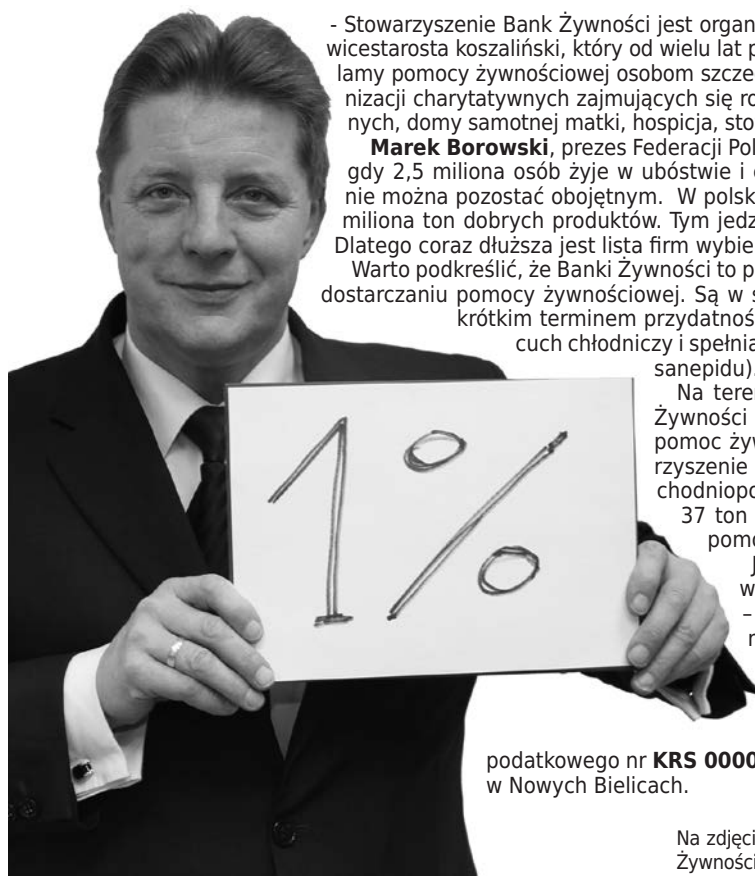 - Stowarzyszenie Bank Żywności jest organ
wicestarosta koszaliński, który od wielu lat p
lamy pomocy żywnościowej osobom szcze
nizacji charytatywnych zajmujących się ro
nych, domy samotnej matki, hospicja, sto
Marek Borowski, prezes Federacji Pol
gdy 2,5 miliona osób żyje w ubóstwie i
nie można pozostać obojętnym. W polsk
miliona ton dobrych produktów. Tym jedz
Dlatego coraz dłuższa jest lista firm wybie
Warto podkreślić, że Banki Żywności to p
dostarczaniu pomocy żywnościowej. Są w s
krótkim terminem przydatnoś
cuch chłodniczy i spełnia
sanepidu)
Na tere
Żywności
pomoc żyw
rzyszenie
chodniopo
37 ton
pomo
w
–
1%
podatkowego nr KRS 0000
w Nowych Bielicach.
Na zdjęci
Żywności